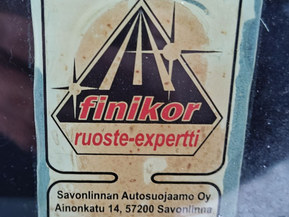 finikor
ruoste-expertti
Savonlinnan Autosuojaamo Oy
Ainonkatu 14, 57200 Savonlinna